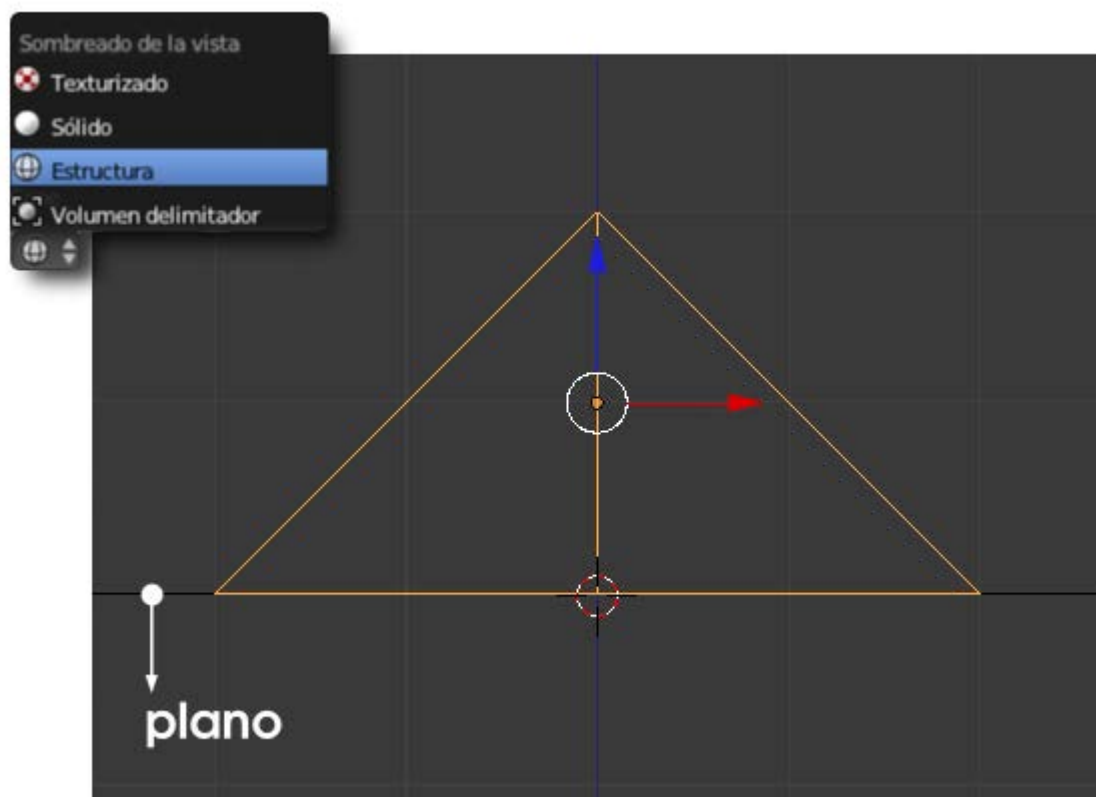 Sombreado de la vista
Texturizado
Sólido
Estructura
Volumen delimitador
plano